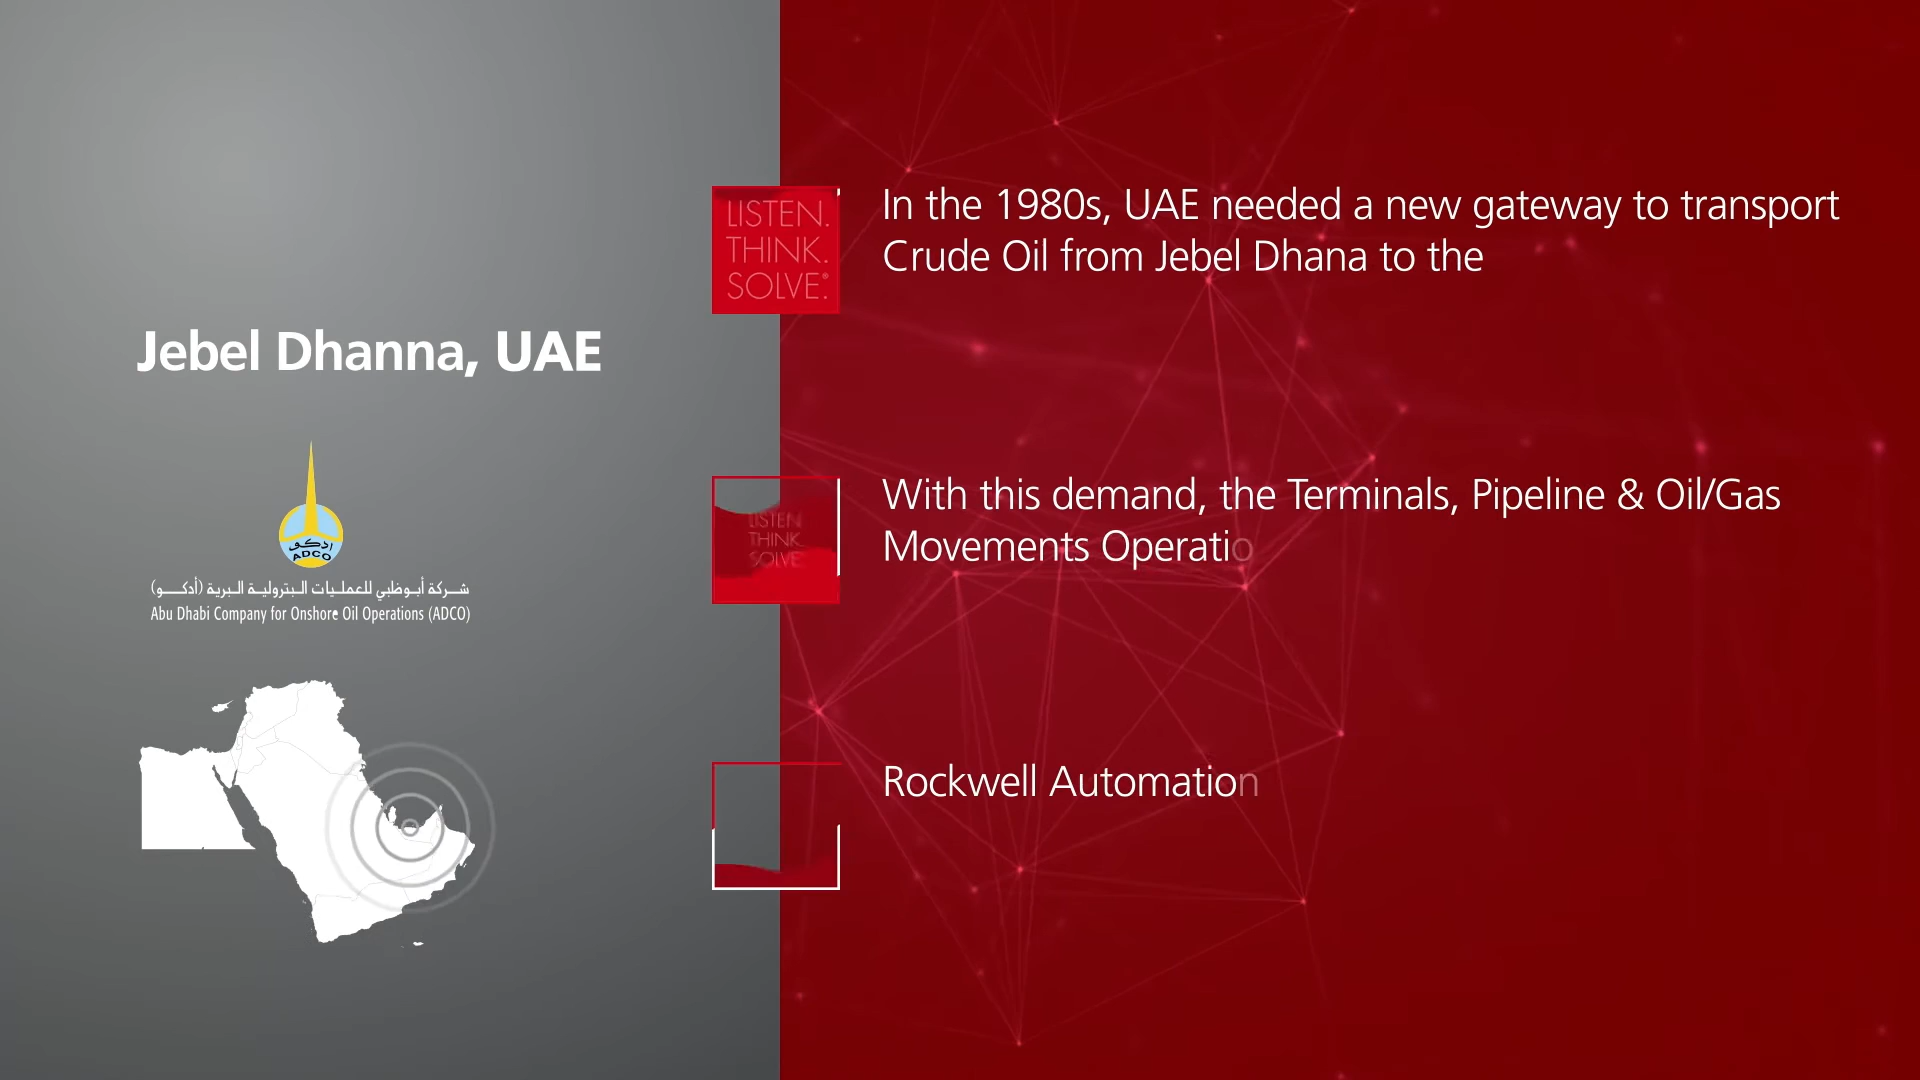 Jebel Dhanna, UAE
ادكو
ADCO
شركة أبوظبي للعمليات البترولية البرية (أدكو)
Abu Dhabi Company for Onshore Oil Operations (ADCO)
LISTEN.
THINK.
SOLVE.®
In the 1980s, UAE needed a new gateway to transport
Crude Oil from Jebel Dhana to the
LISTEN.
THINK.
SOLVE.
With this demand, the Terminals, Pipeline & Oil/Gas
Movements Operatio
Rockwell Automation